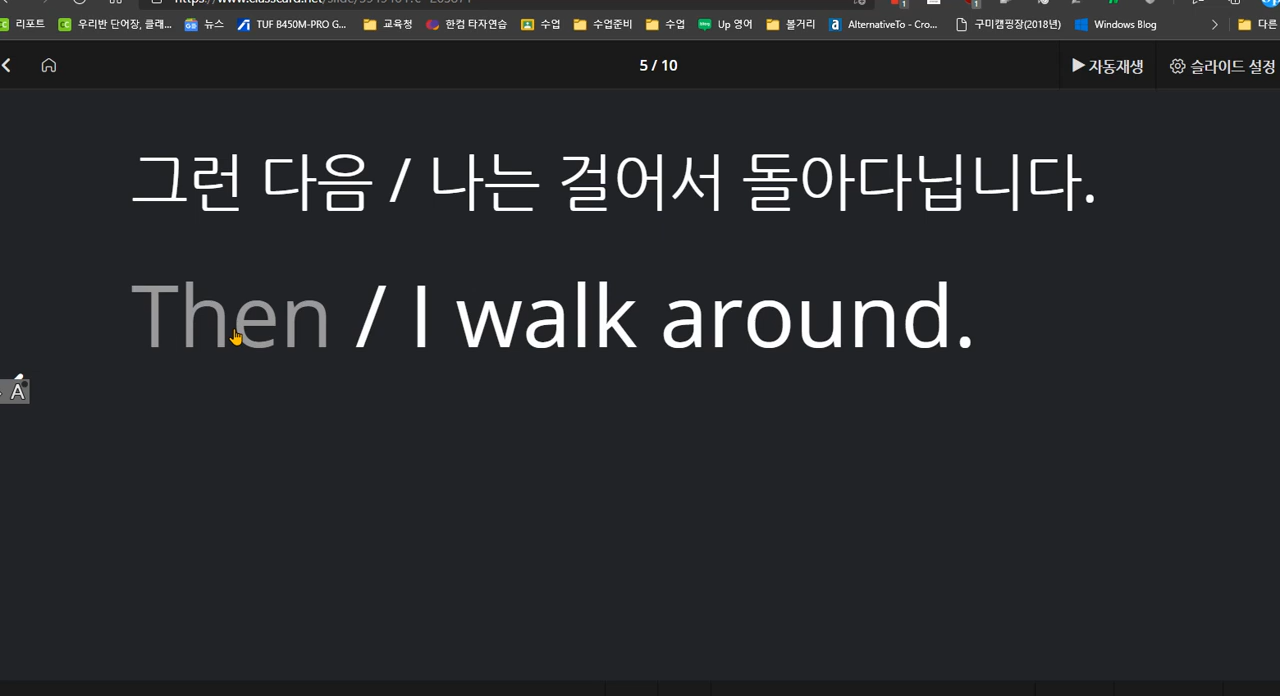 리포트 우리반 단어장, 클래... 뉴스 TUF B450M-PRO G... 교육청 한컴 타자연습 수업 수업준비 수업 Up 영어 볼거리 AlternativeTo - Cro... 구미캠핑장(2018년) Windows Blog 다른
5 / 10 자동재생 슬라이드 설정
그런 다음 / 나는 걸어서 돌아다닙니다.
Then / I walk around.
A